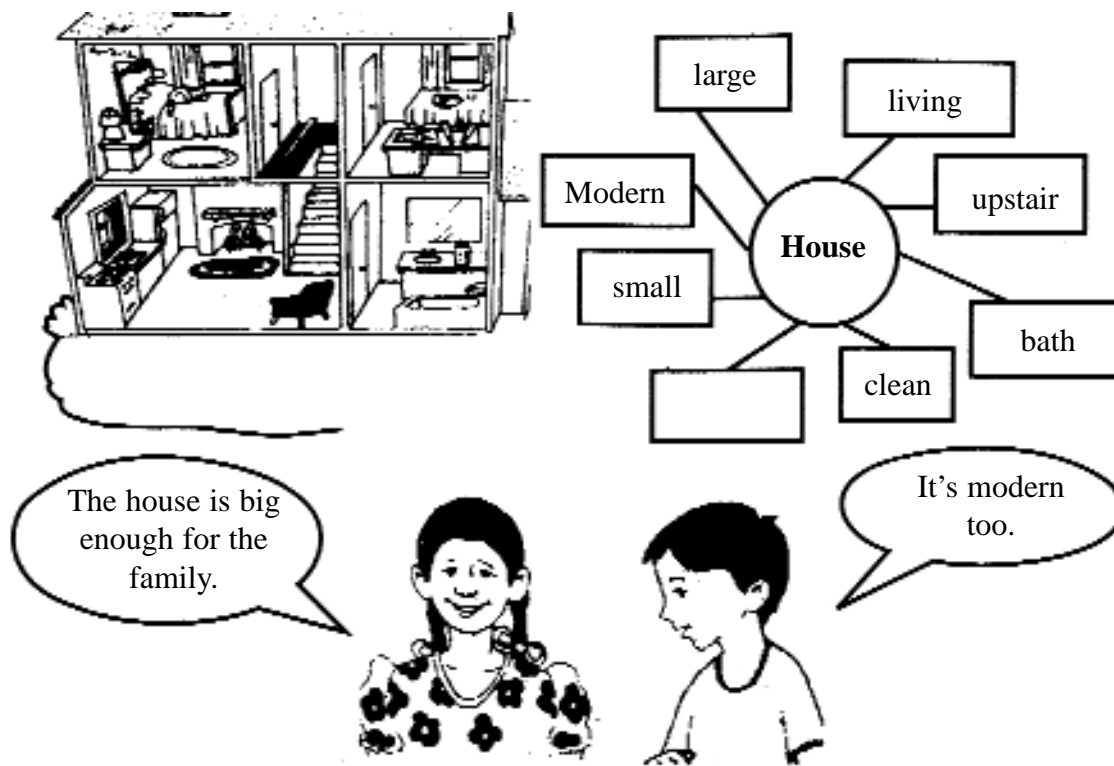 large
living
Modern
upstair
House
small
bath
clean
The house is big
enough for the
family.
It's modern
too.